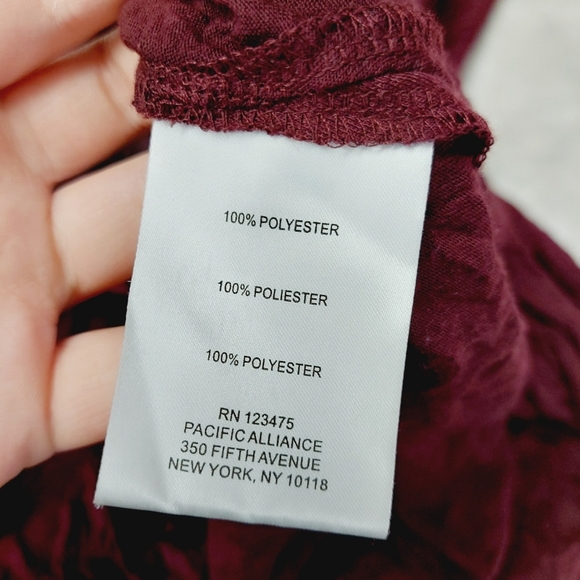 100% POLYESTER
100% POLIESTER
100% POLYESTER
RN 123475
PACIFIC ALLIANCE
350 FIFTH AVENUE
NEW YORK, NY 10118